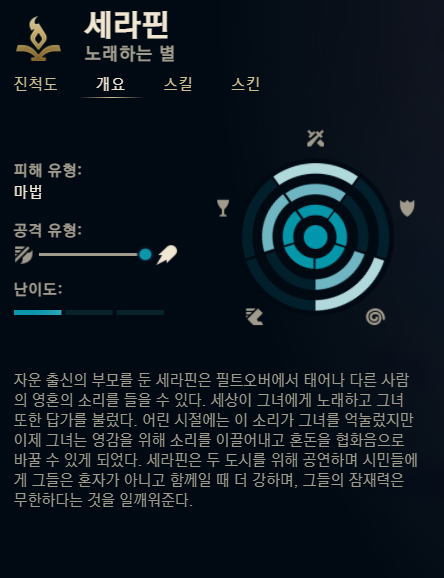 세라핀
노래하는 별
진척도 개요 스킬 스킨
피해 유형:
마법
공격 유형:
난이도:
자운 출신의 부모를 둔 세라핀은 필트오버에서 태어나 다른 사람
의 영혼의 소리를 들을 수 있다. 세상이 그녀에게 노래하고 그녀
또한 답가를 불렀다. 어린 시절에는 이 소리가 그녀를 억눌렀지만
이제 그녀는 영감을 위해 소리를 이끌어내고 혼돈을 협화음으로
바꿀 수 있게 되었다. 세라핀은 두 도시를 위해 공연하며 시민들에
게 그들은 혼자가 아니고 함께일 때 더 강하며, 그들의 잠재력은
무한하다는 것을 일깨워준다.